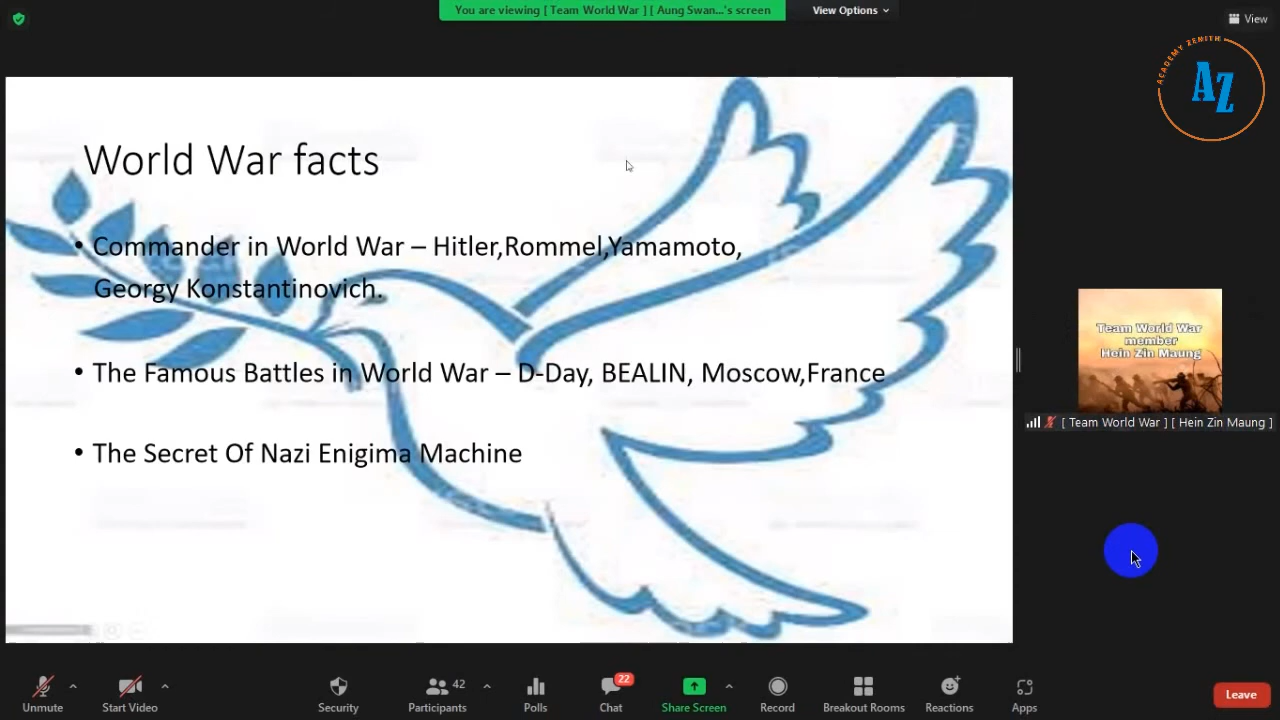 You are viewing [ Team World War ] [ Aung Swan...'s screen
View Options
View
ACADEMY ZENITH
AZ
World War facts
• Commander in World War – Hitler,Rommel,Yamamoto,
Georgy Konstantinovich.
• The Famous Battles in World War – D-Day, BEALIN, Moscow,France
• The Secret Of Nazi Enigima Machine
Team World War
member
Hein Zin Maung
[ Team World War ] [ Hein Zin Maung ]
Unmute
Start Video
Security
Participants
42
Polls
Chat
22
Share Screen
Record
Breakout Rooms
Reactions
Apps
Leave